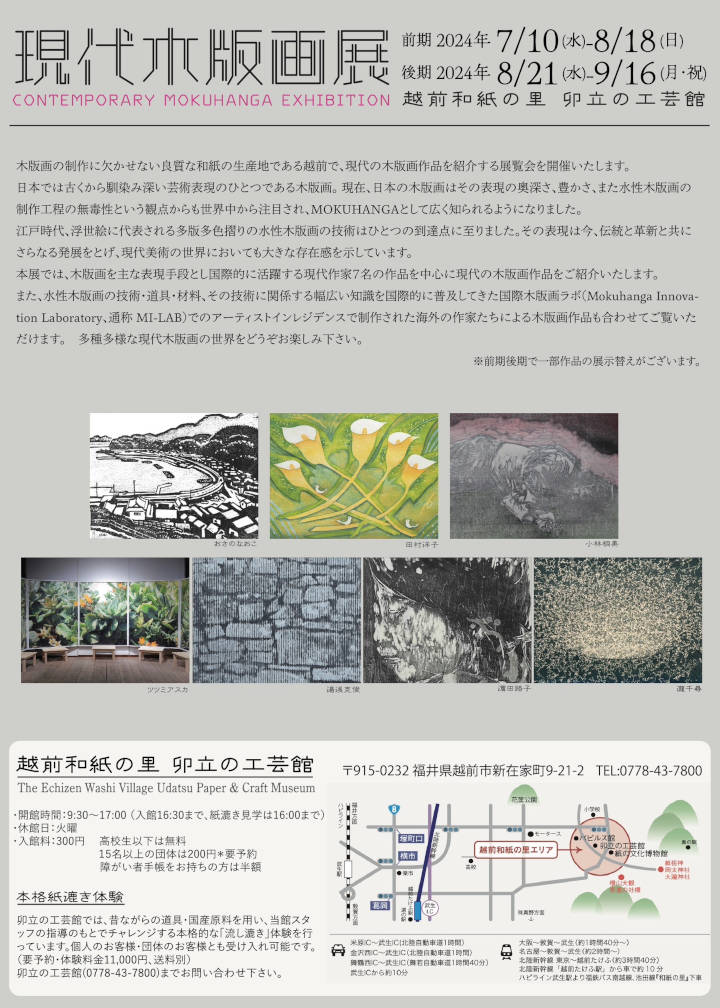 現代木版画展
CONTEMPORARY MOKUHANGA EXHIBITION
前期 2024年 7/10(水)-8/18(日)
後期 2024年 8/21(水)-9/16(月・祝)
越前和紙の里 卯立の工芸館
木版画の制作に欠かせない良質な和紙の生産地である越前で、現代の木版画作品を紹介する展覧会を開催いたします。
日本では古くから馴染み深い芸術表現のひとつである木版画。現在、日本の木版画はその表現の奥深さ、豊かさ、また水性木版画の
制作工程の無毒性という観点からも世界中から注目され、MOKUHANGAとして広く知られるようになりました。
江戸時代、浮世絵に代表される多版多色摺りの水性木版画の技術はひとつの到達点に至りました。その表現は今、伝統と革新と共に
さらなる発展をとげ、現代美術の世界においても大きな存在感を示しています。
本展では、木版画を主な表現手段とし国際的に活躍する現代作家7名の作品を中心に現代の木版画作品をご紹介いたします。
また、水性木版画の技術・道具・材料、その技術に関係する幅広い知識を国際的に普及してきた国際木版画ラボ（Mokuhanga Innova-
tion Laboratory、通称 MI-LAB）でのアーティストインレジデンスで制作された海外の作家たちによる木版画作品も合わせてご覧いた
だけます。 多種多様な現代木版画の世界をどうぞお楽しみ下さい。
※前期後期で一部作品の展示替えがございます。
おさのなおこ
田村洋子
小林桐美
ツツミアスカ
湯浅克俊
濵田路子
瀧千尋
越前和紙の里 卯立の工芸館
The Echizen Washi Village Udatsu Paper & Craft Museum
〒915-0232 福井県越前市新在家町9-21-2 TEL:0778-43-7800
・開館時間：9:30～17:00（入館16:30まで、紙漉き見学は16:00まで）
・休館日：火曜
・入館料：300円 高校生以下は無料
15名以上の団体は200円＊要予約
障がい者手帳をお持ちの方は半額
本格紙漉き体験
卯立の工芸館では、昔ながらの道具・国産原料を用い、当館スタ
ッフの指導のもとでチャレンジする本格的な「流し漉き」体験を行
っています。個人のお客様・団体のお客様とも受け入れ可能です。
（要予約・体験料金11,000円、送料別）
卯立の工芸館(0778-43-7800)までお問い合わせ下さい。
福井方面
ハピライン
8
塚町口
横市
葛岡
武生駅
敦賀方面
武生IC
高校
モータース
花筐公園
小学校
越前和紙の里エリア
パピルス館
卯立の工芸館
紙の文化博物館
岡太神社
大瀧神社
米原IC～武生IC(北陸自動車道1時間)
金沢西IC～武生IC(北陸自動車道1時間)
舞鶴西IC～武生IC(舞若自動車道1時間40分)
武生ICから約10分
大阪～敦賀～武生(約1時間40分～)
名古屋～敦賀～武生(約2時間～)
北陸新幹線 東京～越前たけふ(約3時間40分)
北陸新幹線「越前たけふ駅」から車で約10分
ハピライン武生駅より福鉄バス南越線、池田線『和紙の里』下車